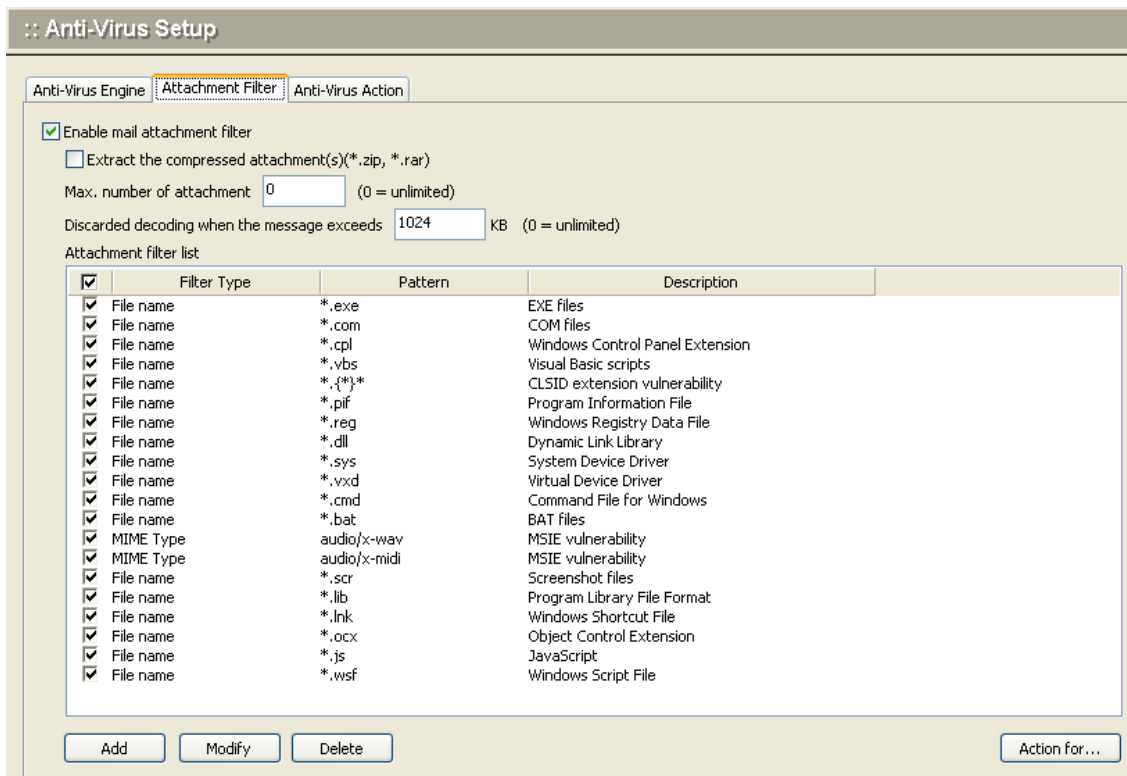 :: Anti-Virus Setup
Anti-Virus Engine Attachment Filter Anti-Virus Action
Enable mail attachment filter
Extract the compressed attachment(s)(*.zip, *.rar)
Max. number of attachment 0 (0 = unlimited)
Discarded decoding when the message exceeds 1024 KB (0 = unlimited)
Attachment filter list
Filter Type Pattern Description
File name *.exe EXE files
File name *.com COM files
File name *.cpl Windows Control Panel Extension
File name *.vbs Visual Basic scripts
File name *.{*}* CLSID extension vulnerability
File name *.pif Program Information File
File name *.reg Windows Registry Data File
File name *.dll Dynamic Link Library
File name *.sys System Device Driver
File name *.vxd Virtual Device Driver
File name *.cmd Command File for Windows
File name *.bat BAT files
MIME Type audio/x-wav MSIE vulnerability
MIME Type audio/x-midi MSIE vulnerability
File name *.scr Screenshot files
File name *.lib Program Library File Format
File name *.lnk Windows Shortcut File
File name *.ocx Object Control Extension
File name *.js JavaScript
File name *.wsf Windows Script File
Add Modify Delete Action for...